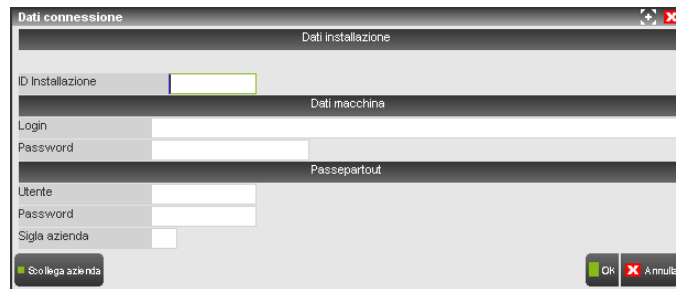 Dati connessione
Dati installazione
ID Installazione
Dati macchina
Login
Password
Passepartout
Utente
Password
Sigla azienda
Scollega azienda OK Annulla